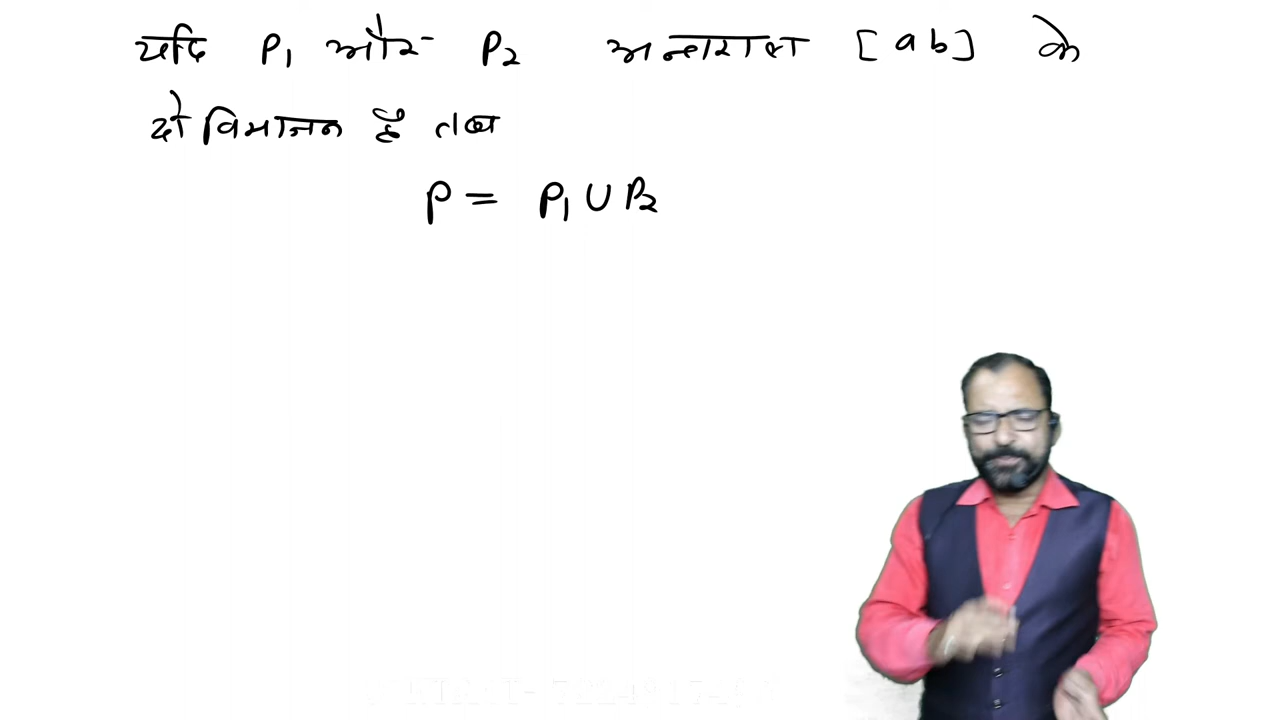 यदि P₁ और P₂ अन्तराल [a b] के
दो विभाजन है तब
P = P₁ ∪ P₂